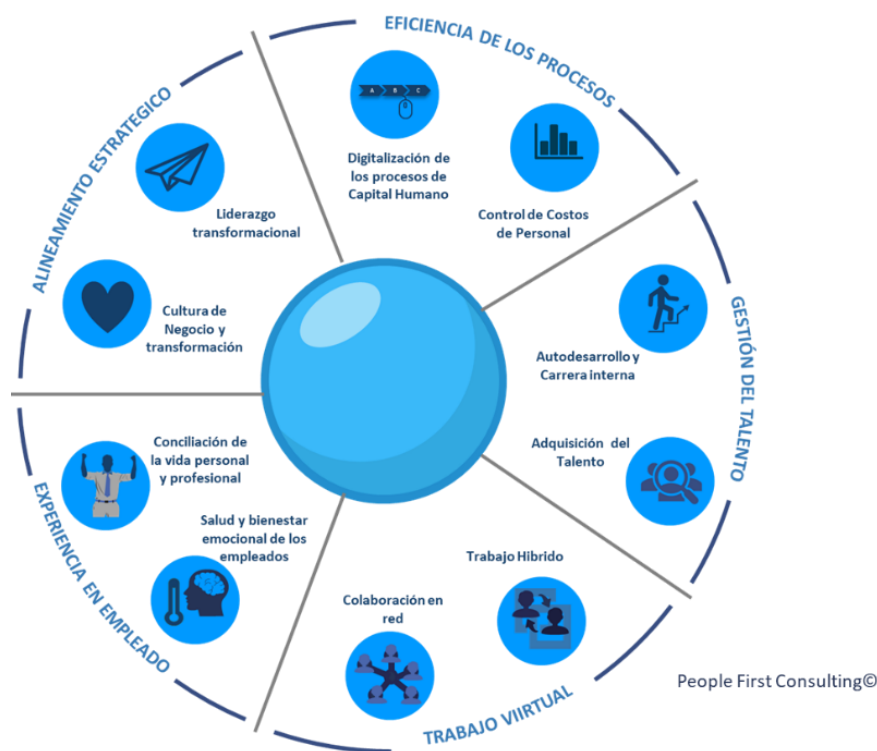 EFICIENCIA DE LOS PROCESOS
A B C
Digitalización de
los procesos de
Capital Humano
Control de Costos
de Personal
GESTIÓN DEL TALENTO
Autodesarrollo y
Carrera interna
Adquisición del
Talento
TRABAJO VIIRTUAL
Trabajo Hibrido
Colaboración en
red
EXPERIENCIA EN EMPLEADO
Salud y bienestar
emocional de los
empleados
Conciliación de
la vida personal
y profesional
ALINEAMIENTO ESTRATEGICO
Cultura de
Negocio y
transformación
Liderazgo
transformacional
People First Consulting©